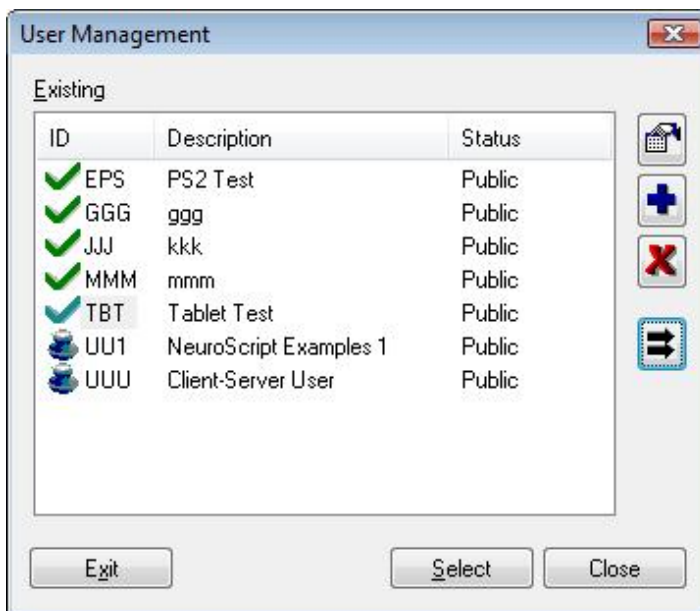 User Management
Existing
ID Description Status
EPS PS2 Test Public
GGG ggg Public
JJJ kkk Public
MMM mmm Public
TBT Tablet Test Public
UU1 NeuroScript Examples 1 Public
UUU Client-Server User Public
Exit Select Close